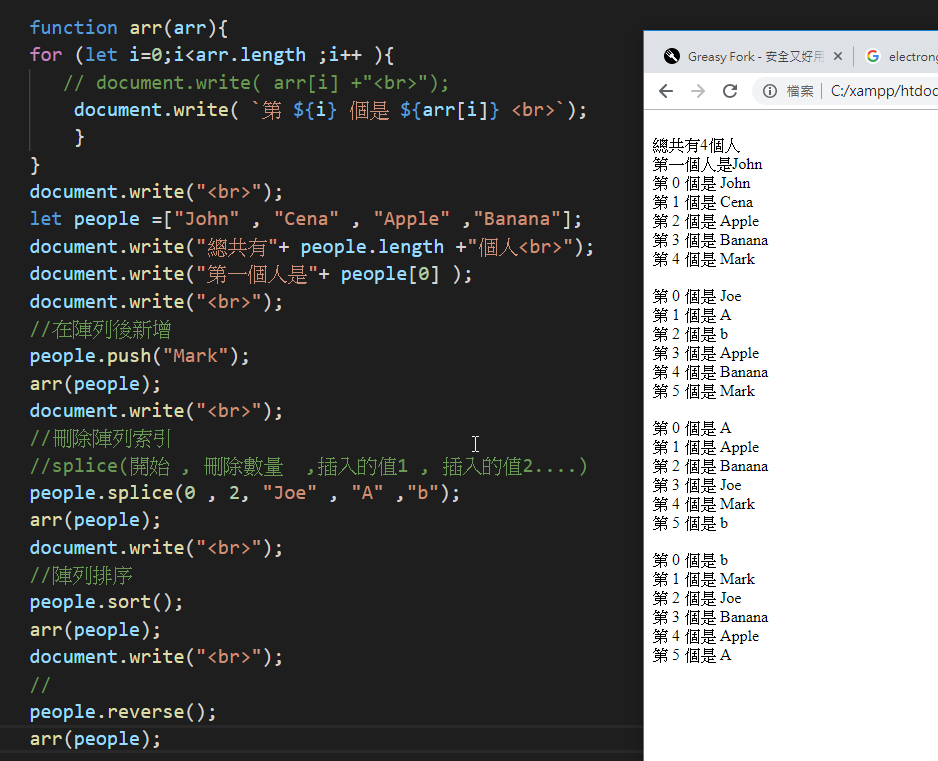 function arr(arr){
for (let i=0;i<arr.length ;i++ ){
// document.write( arr[i] +"<br>");
document.write( `第 ${i} 個是 ${arr[i]} <br>`);
}
}
document.write("<br>");
let people =["John" , "Cena" , "Apple" ,"Banana"];
document.write("總共有"+ people.length +"個人<br>");
document.write("第一個人是"+ people[0] );
document.write("<br>");
//在陣列後新增
people.push("Mark");
arr(people);
document.write("<br>");
//刪除陣列索引
//splice(開始 , 刪除數量  ,插入的值1 , 插入的值2....)
people.splice(0 , 2, "Joe" , "A" ,"b");
arr(people);
document.write("<br>");
//陣列排序
people.sort();
arr(people);
document.write("<br>");
//
people.reverse();
arr(people);
Greasy Fork - 安全又好用
electrong
檔案
C:/xampp/htdoc
總共有4個人
第一個人是John
第 0 個是 John
第 1 個是 Cena
第 2 個是 Apple
第 3 個是 Banana
第 4 個是 Mark
第 0 個是 Joe
第 1 個是 A
第 2 個是 b
第 3 個是 Apple
第 4 個是 Banana
第 5 個是 Mark
第 0 個是 A
第 1 個是 Apple
第 2 個是 Banana
第 3 個是 Joe
第 4 個是 Mark
第 5 個是 b
第 0 個是 b
第 1 個是 Mark
第 2 個是 Joe
第 3 個是 Banana
第 4 個是 Apple
第 5 個是 A